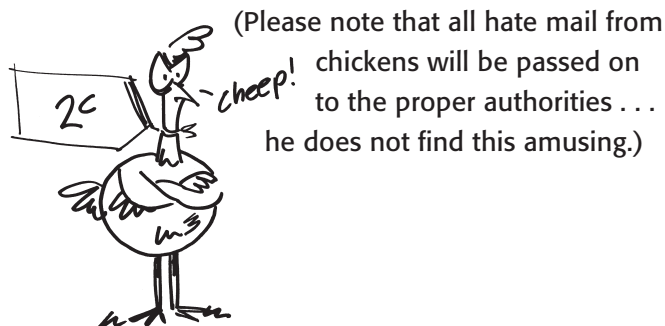 (Please note that all hate mail from
chickens will be passed on
to the proper authorities . . .
he does not find this amusing.)
cheep!
2c